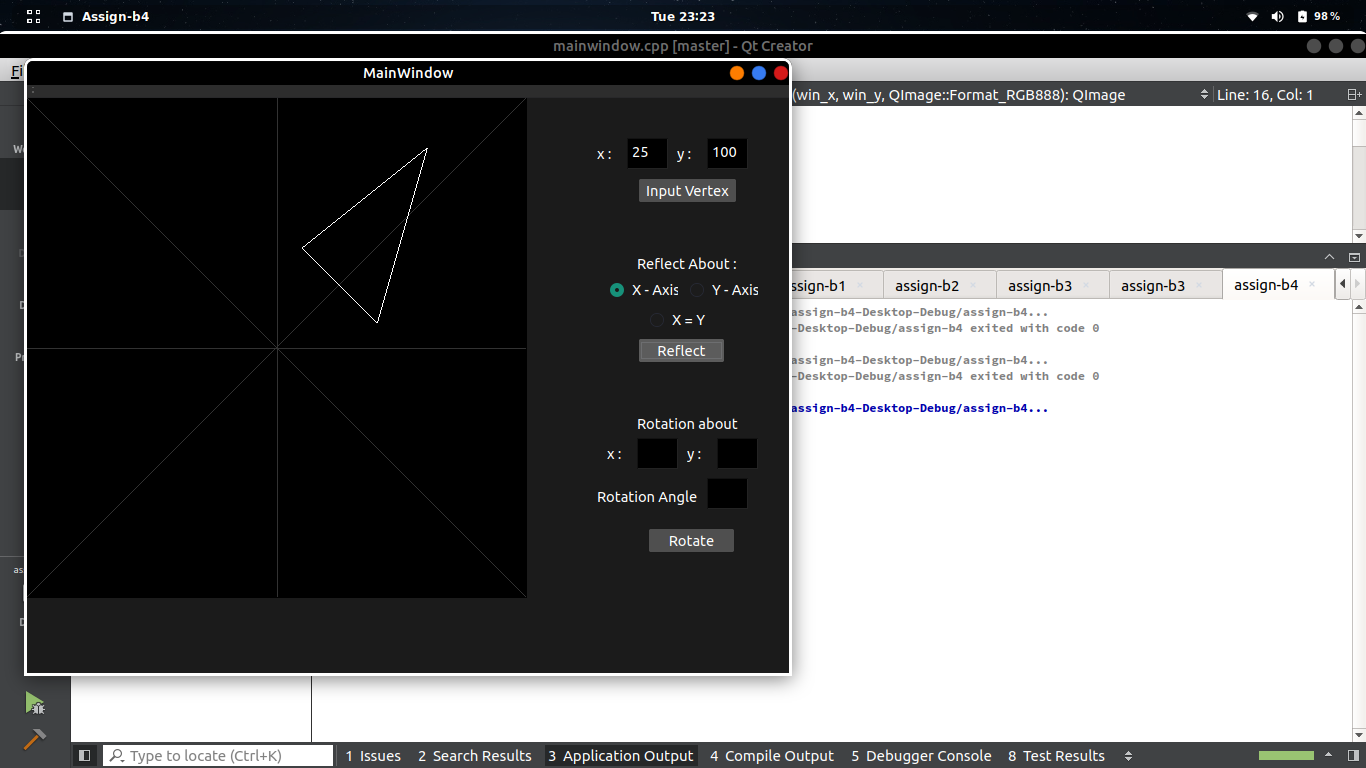 Assign-b4 Tue 23:23 98 %
mainwindow.cpp [master] - Qt Creator
MainWindow
(win_x, win_y, QImage::Format_RGB888): QImage Line: 16, Col: 1
x : 25 y : 100
Input Vertex
Reflect About :
X - Axis Y - Axis
X = Y
Reflect
Rotation about
x : y :
Rotation Angle
Rotate
ssign-b1 assign-b2 assign-b3 assign-b3 assign-b4
assign-b4-Desktop-Debug/assign-b4...
-Desktop-Debug/assign-b4 exited with code 0
assign-b4-Desktop-Debug/assign-b4...
-Desktop-Debug/assign-b4 exited with code 0
assign-b4-Desktop-Debug/assign-b4...
Type to locate (Ctrl+K) 1 Issues 2 Search Results 3 Application Output 4 Compile Output 5 Debugger Console 8 Test Results